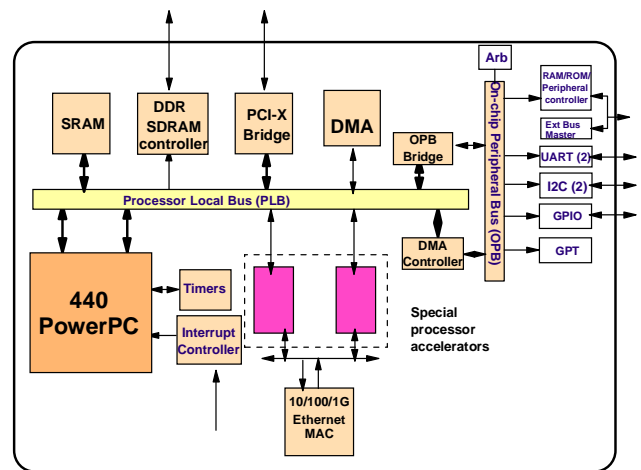 Arb
RAM/ROM/
Peripheral
controller
SRAM
DDR
SDRAM
controller
PCI-X
Bridge
DMA
OPB
Bridge
On-chip Peripheral Bus (OPB)
Ext Bus
Master
UART (2)
I2C (2)
GPIO
GPT
Processor Local Bus (PLB)
DMA
Controller
440
PowerPC
Timers
Interrupt
Controller
Special
processor
accelerators
10/100/1G
Ethernet
MAC